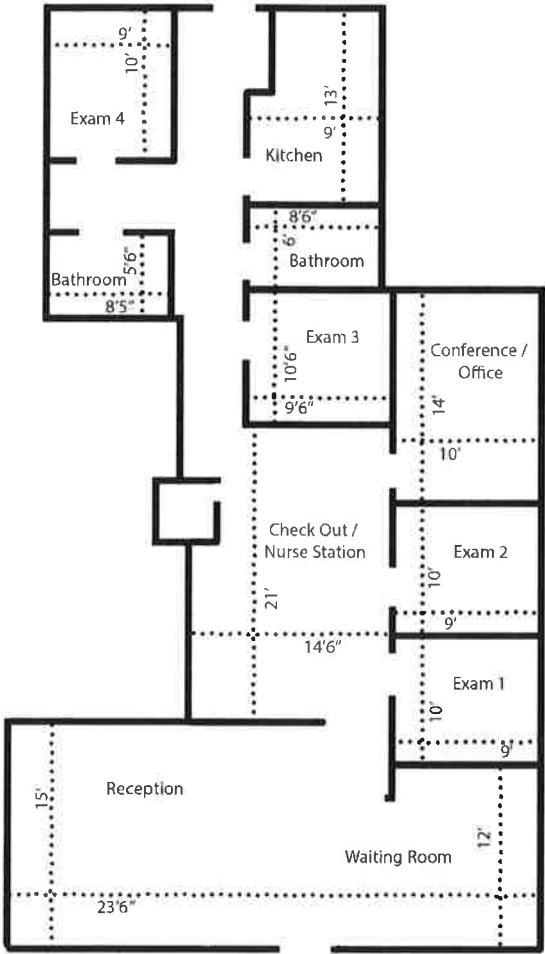 9'
10'
Exam 4
13'
9'
Kitchen
8'6"
6'
Bathroom
5'6"
Bathroom
8'5"
Exam 3
10'6"
9'6"
Conference /
Office
14'
10'
Check Out /
Nurse Station
21'
14'6"
Exam 2
10'
9'
Exam 1
10'
9'
Reception
15'
Waiting Room
12'
23'6"